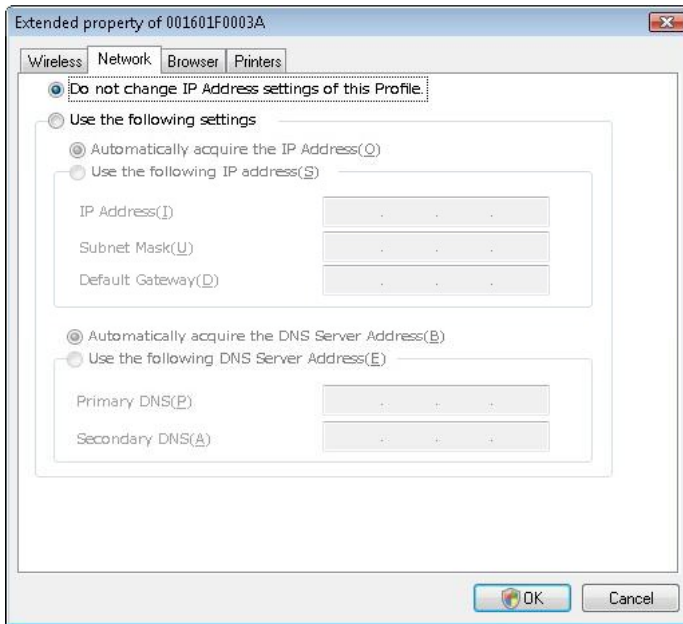 Extended property of 001601F0003A
Wireless Network Browser Printers
Do not change IP Address settings of this Profile.
Use the following settings
Automatically acquire the IP Address(O)
Use the following IP address(S)
IP Address(I)
Subnet Mask(U)
Default Gateway(D)
Automatically acquire the DNS Server Address(B)
Use the following DNS Server Address(E)
Primary DNS(P)
Secondary DNS(A)
OK Cancel